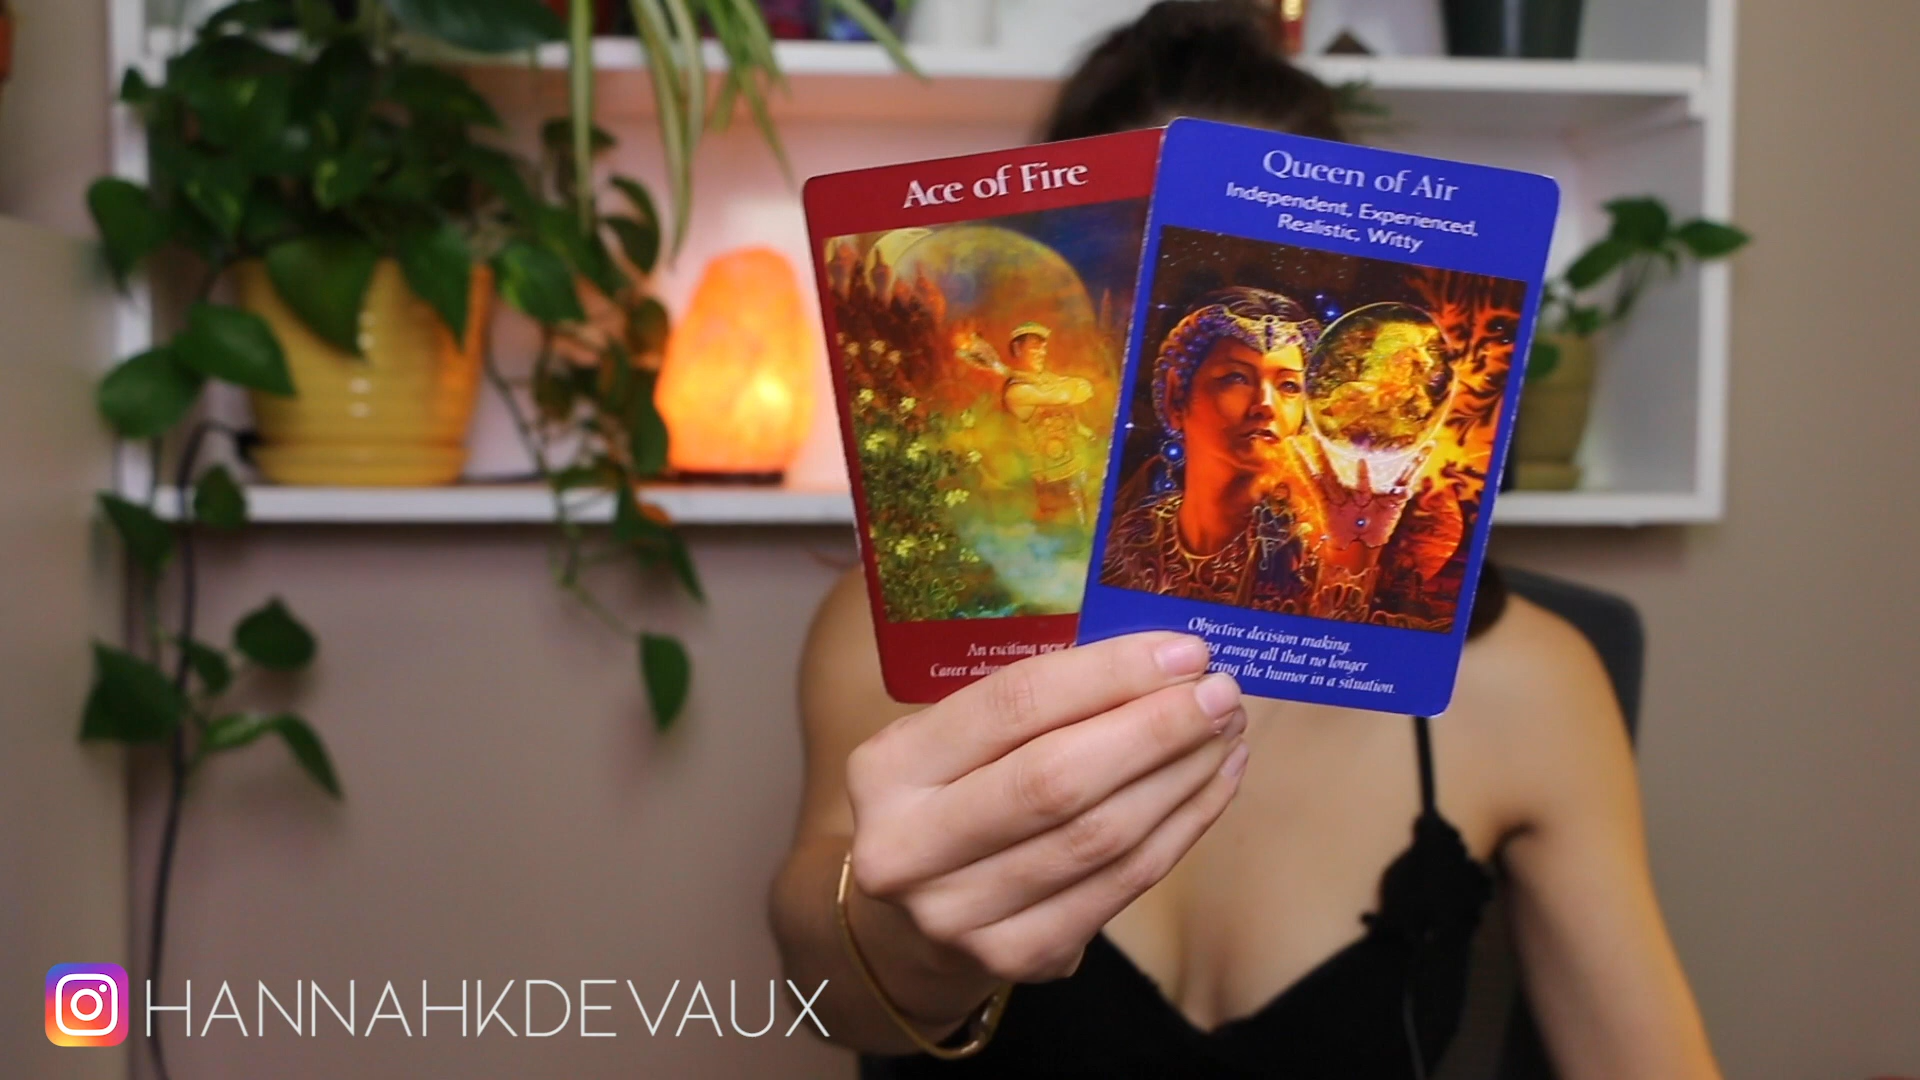 Ace of Fire
An exciting new
Career
Queen of Air
Independent, Experienced,
Realistic, Witty
Objective decision making.
away all that no longer
the humor in a situation.
HANNAHKDEVAUX